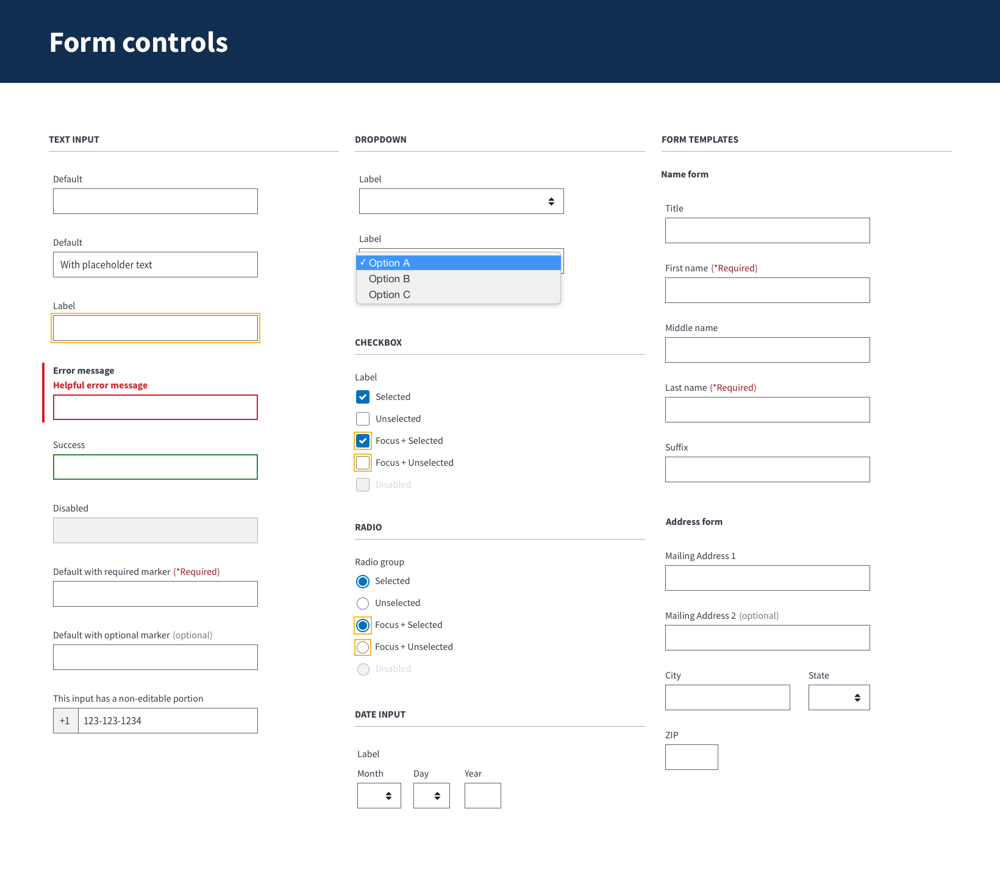 Form controls
TEXT INPUT
Default
Default
With placeholder text
Label
Error message
Helpful error message
Success
Disabled
Default with required marker (*Required)
Default with optional marker (optional)
This input has a non-editable portion
+1 123-123-1234
DROPDOWN
Label
Label
✓ Option A
Option B
Option C
CHECKBOX
Label
Selected
Unselected
Focus + Selected
Focus + Unselected
Disabled
RADIO
Radio group
Selected
Unselected
Focus + Selected
Focus + Unselected
Disabled
DATE INPUT
Label
Month Day Year
FORM TEMPLATES
Name form
Title
First name (*Required)
Middle name
Last name (*Required)
Suffix
Address form
Mailing Address 1
Mailing Address 2 (optional)
City State
ZIP